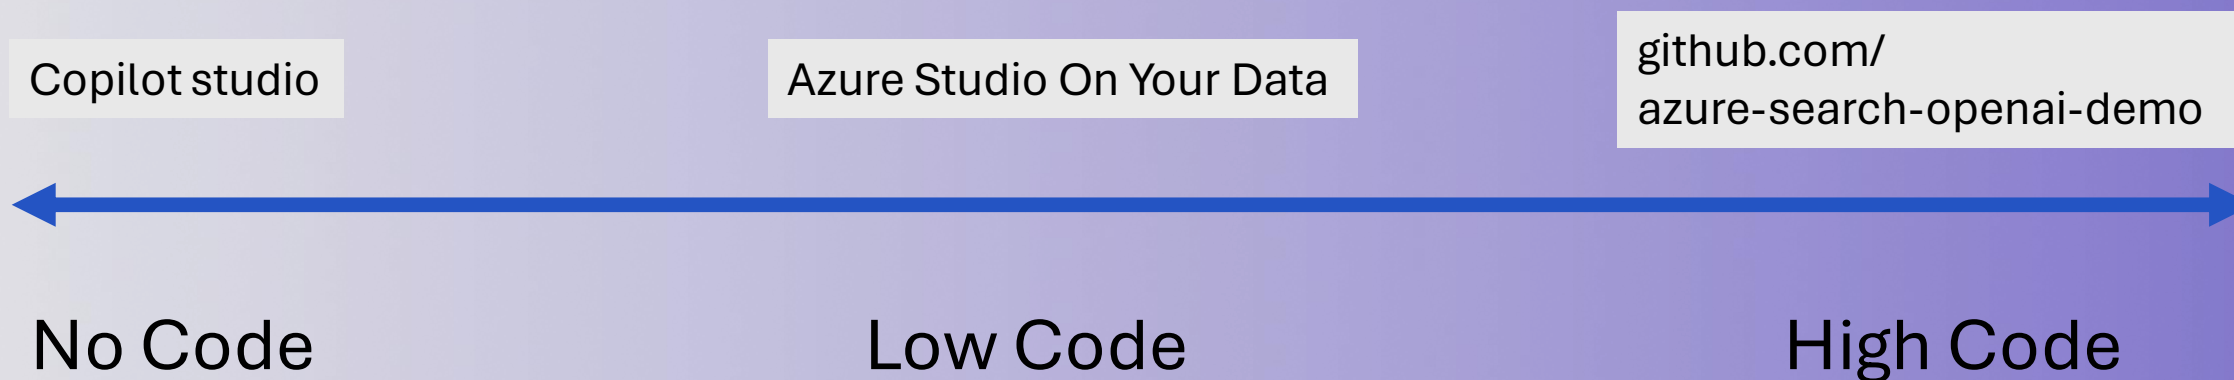 Copilot studio
Azure Studio On Your Data
github.com/
azure-search-openai-demo
No Code
Low Code
High Code